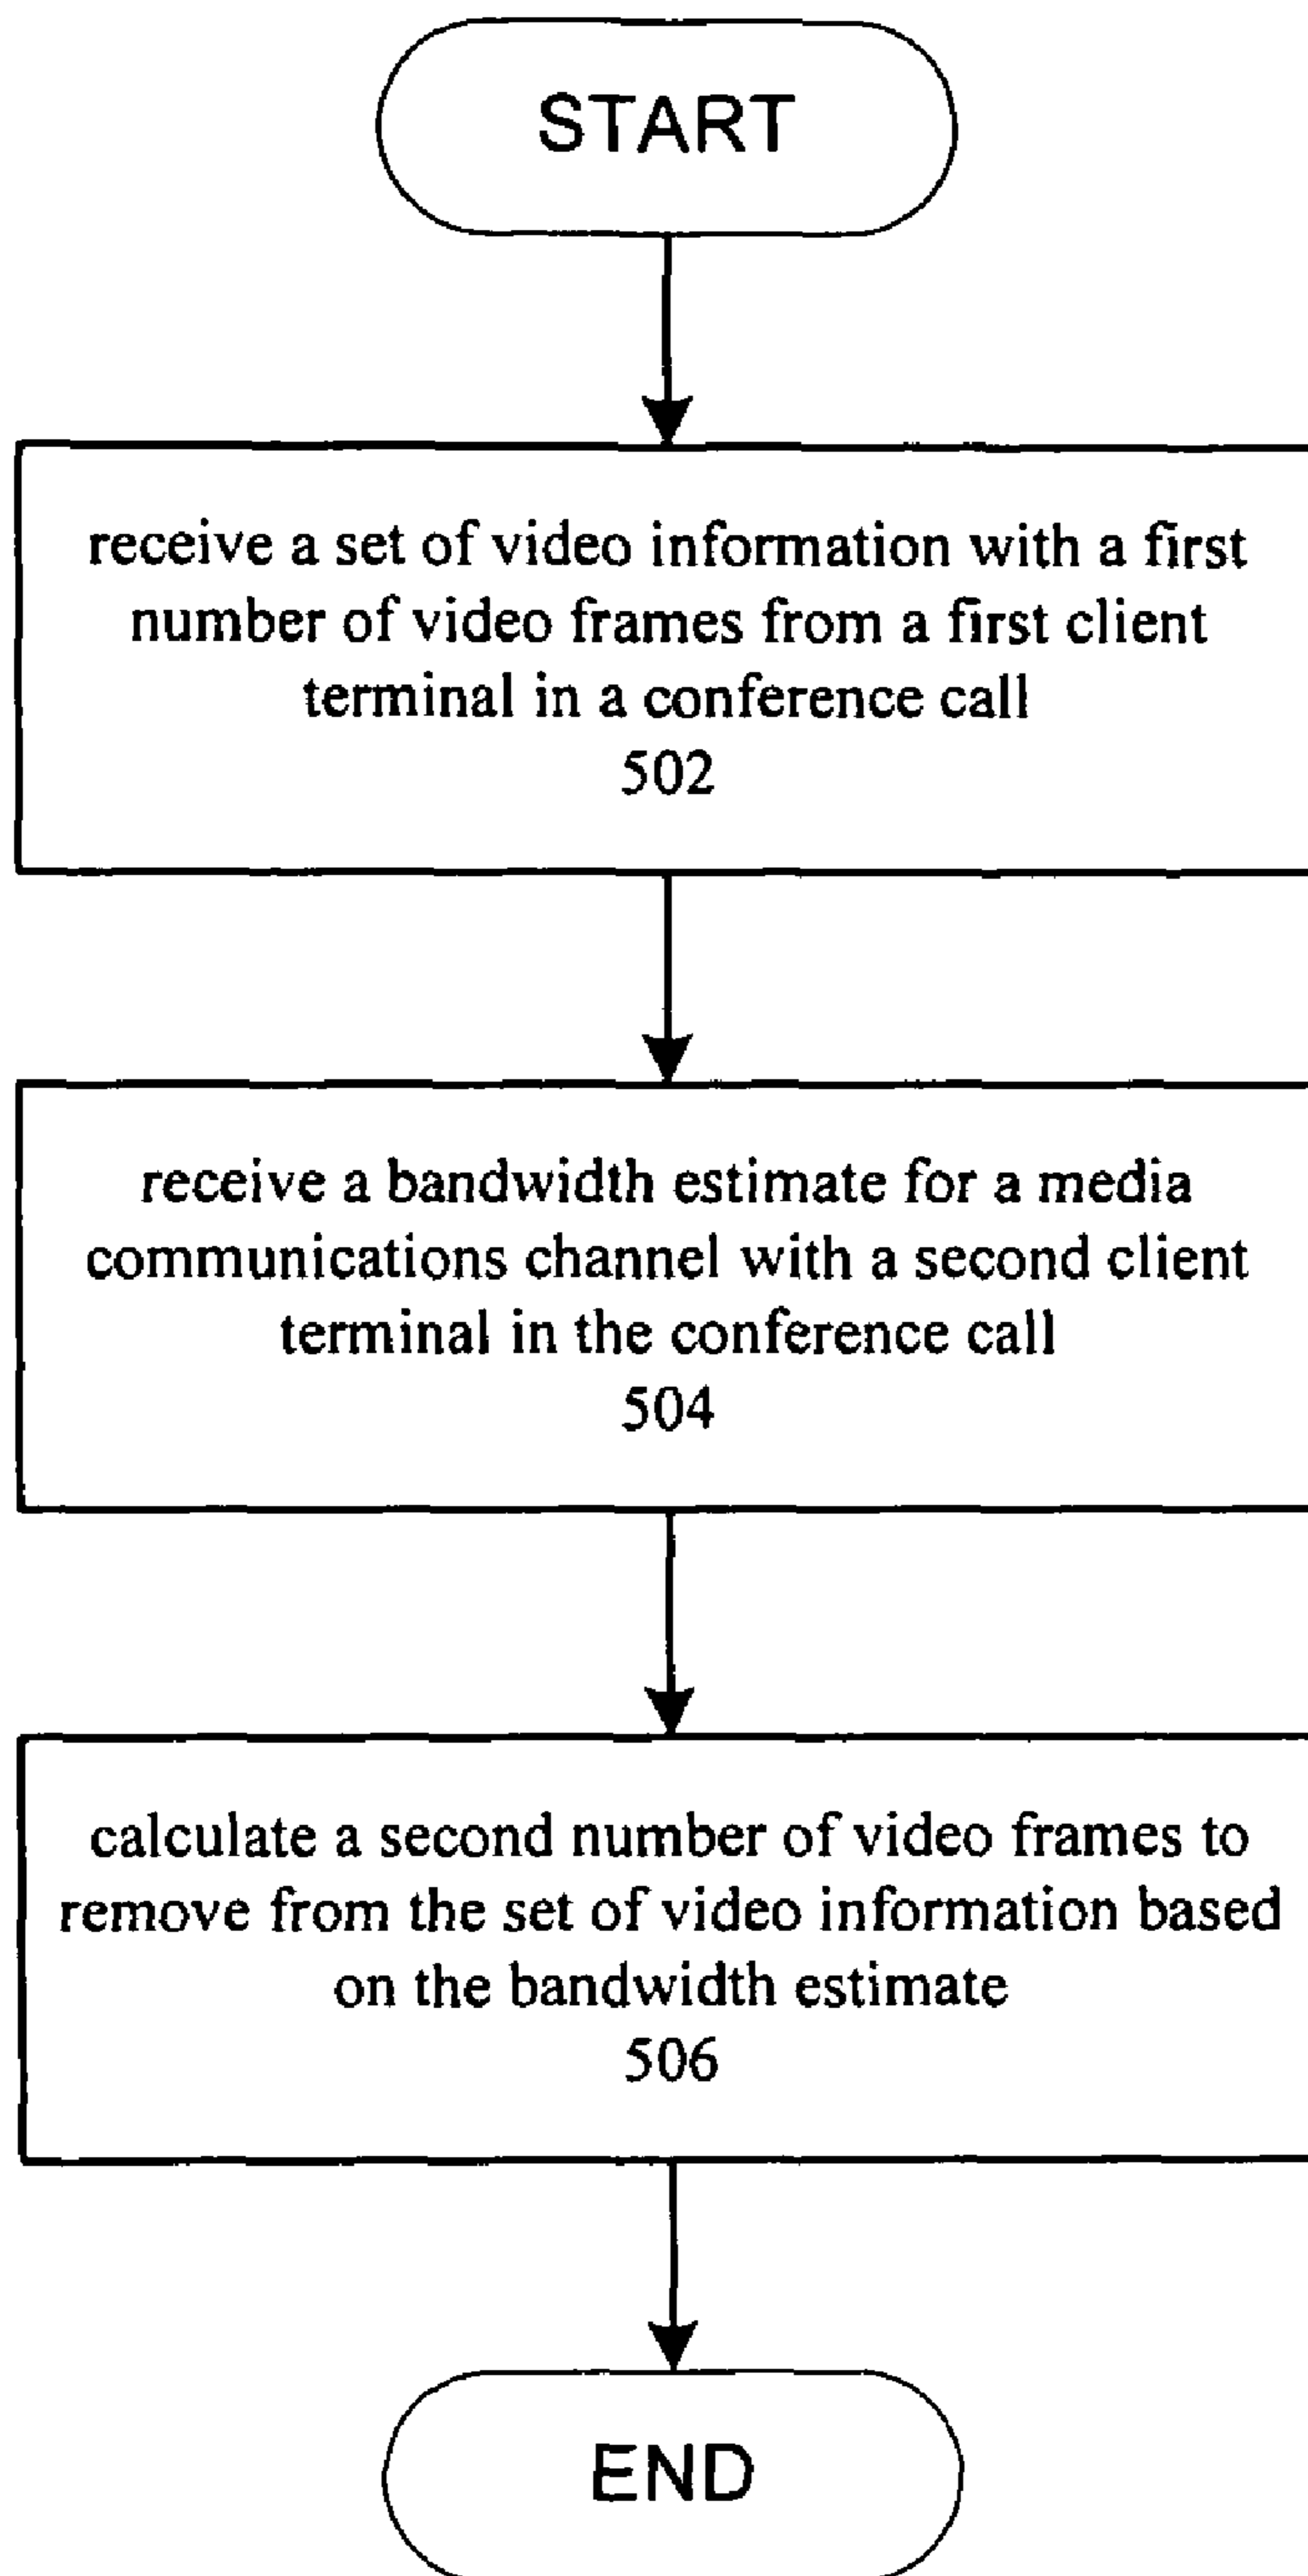 START
receive a set of video information with a first
number of video frames from a first client
terminal in a conference call
502
receive a bandwidth estimate for a media
communications channel with a second client
terminal in the conference call
504
calculate a second number of video frames to
remove from the set of video information based
on the bandwidth estimate
506
END